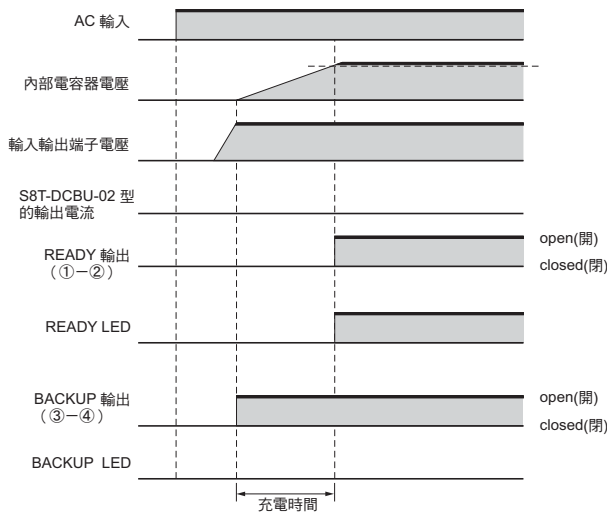 AC 輸入
內部電容器電壓
輸入輸出端子電壓
S8T-DCBU-02 型
的輸出電流
READY 輸出
(①－②)
open(開)
closed(閉)
READY LED
BACKUP 輸出
(③－④)
open(開)
closed(閉)
BACKUP LED
充電時間